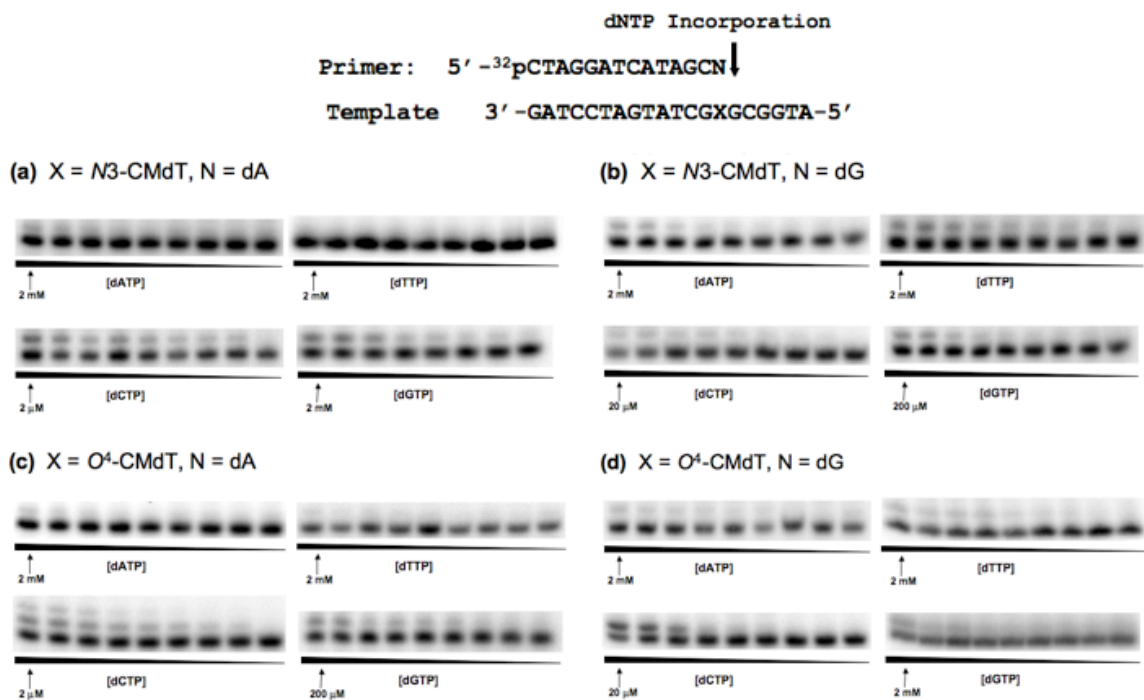 dNTP Incorporation
Primer: 5′-³²pCTAGGATCATAGCN
Template 3′-GATCCTAGTATCGXGCGGTA-5′
(a) X = N3-CMdT, N = dA
2 mM [dATP]
2 mM [dTTP]
2 μM [dCTP]
2 mM [dGTP]
(b) X = N3-CMdT, N = dG
2 mM [dATP]
2 mM [dTTP]
20 μM [dCTP]
200 μM [dGTP]
(c) X = O⁴-CMdT, N = dA
2 mM [dATP]
2 mM [dTTP]
2 μM [dCTP]
200 μM [dGTP]
(d) X = O⁴-CMdT, N = dG
2 mM [dATP]
2 mM [dTTP]
20 μM [dCTP]
2 mM [dGTP]